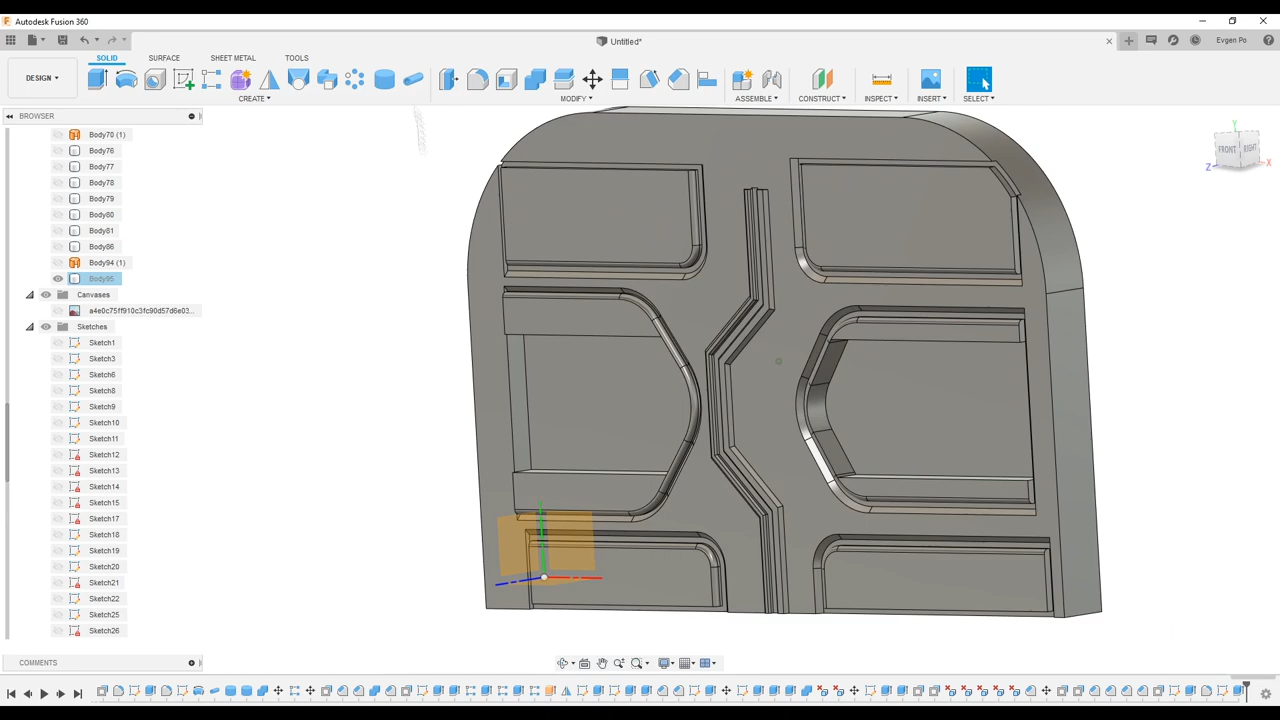 Autodesk Fusion 360
Untitled*
Evgen Po
DESIGN
SOLID
SURFACE
SHEET METAL
TOOLS
CREATE
MODIFY
ASSEMBLE
CONSTRUCT
INSPECT
INSERT
SELECT
BROWSER
Body70 (1)
Body76
Body77
Body78
Body79
Body80
Body81
Body86
Body94 (1)
Body95
Canvases
a4e0c75ff910c3fc90d57d6e03...
Sketches
Sketch1
Sketch3
Sketch6
Sketch8
Sketch9
Sketch10
Sketch11
Sketch12
Sketch13
Sketch14
Sketch15
Sketch17
Sketch18
Sketch19
Sketch20
Sketch21
Sketch22
Sketch25
Sketch26
COMMENTS
Y
FRONT
RIGHT
Z
X